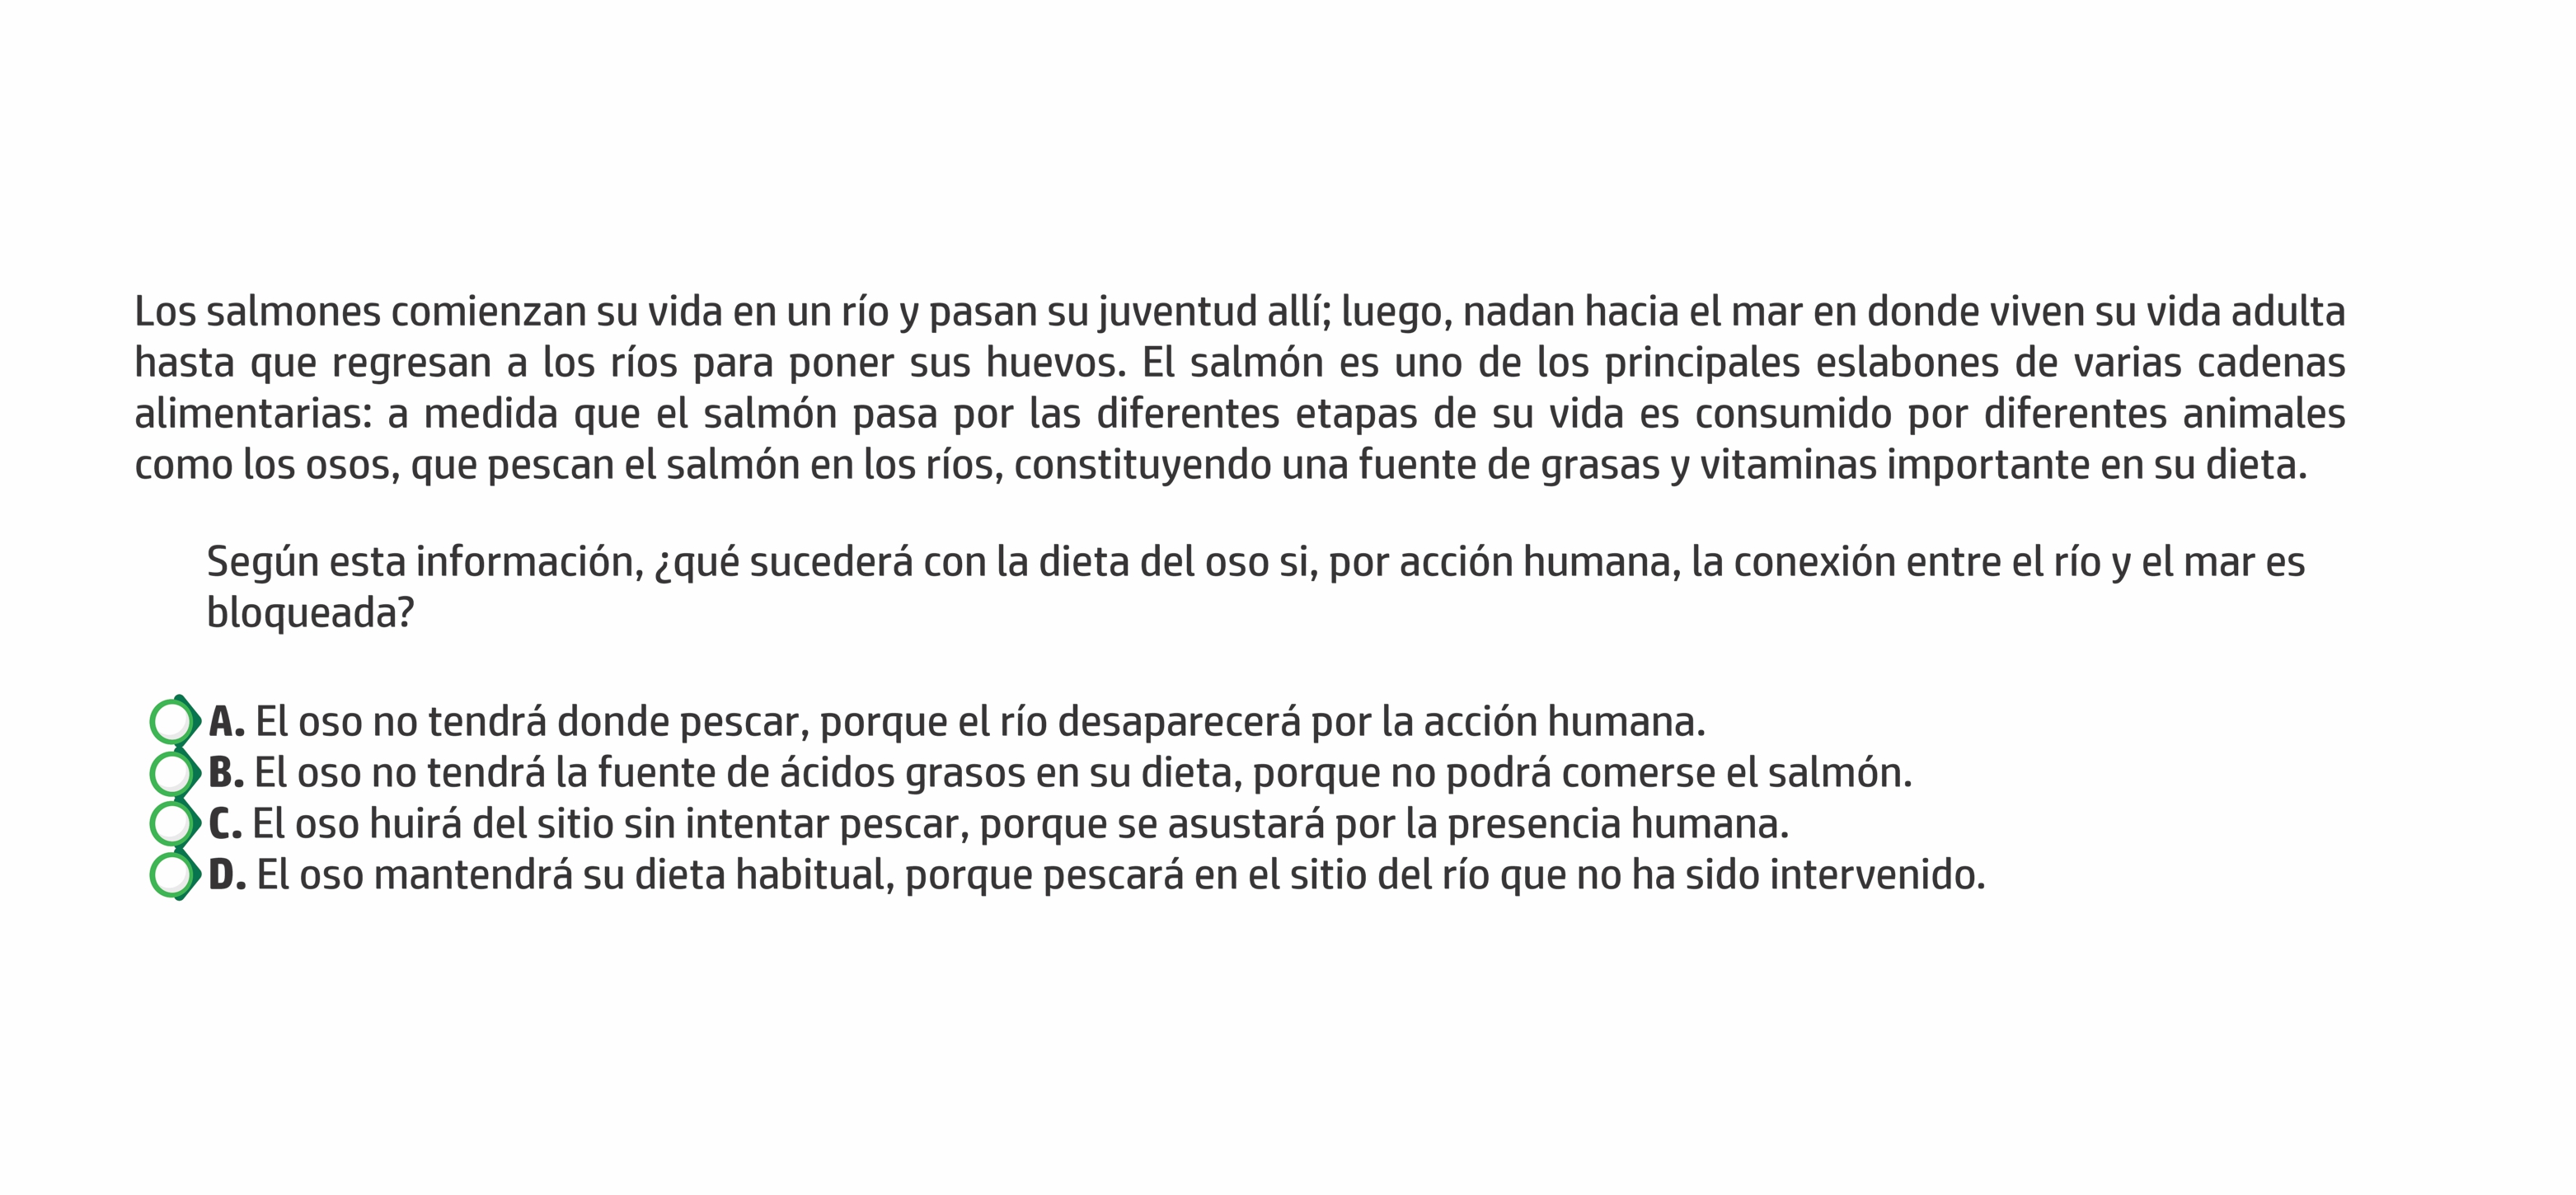 Los salmones comienzan su vida en un río y pasan su juventud allí; luego, nadan hacia el mar en donde viven su vida adulta
hasta que regresan a los ríos para poner sus huevos. El salmón es uno de los principales eslabones de varias cadenas
alimentarias: a medida que el salmón pasa por las diferentes etapas de su vida es consumido por diferentes animales
como los osos, que pescan el salmón en los ríos, constituyendo una fuente de grasas y vitaminas importante en su dieta.
Según esta información, ¿qué sucederá con la dieta del oso si, por acción humana, la conexión entre el río y el mar es
bloqueada?
A. El oso no tendrá donde pescar, porque el río desaparecerá por la acción humana.
B. El oso no tendrá la fuente de ácidos grasos en su dieta, porque no podrá comerse el salmón.
C. El oso huirá del sitio sin intentar pescar, porque se asustará por la presencia humana.
D. El oso mantendrá su dieta habitual, porque pescará en el sitio del río que no ha sido intervenido.